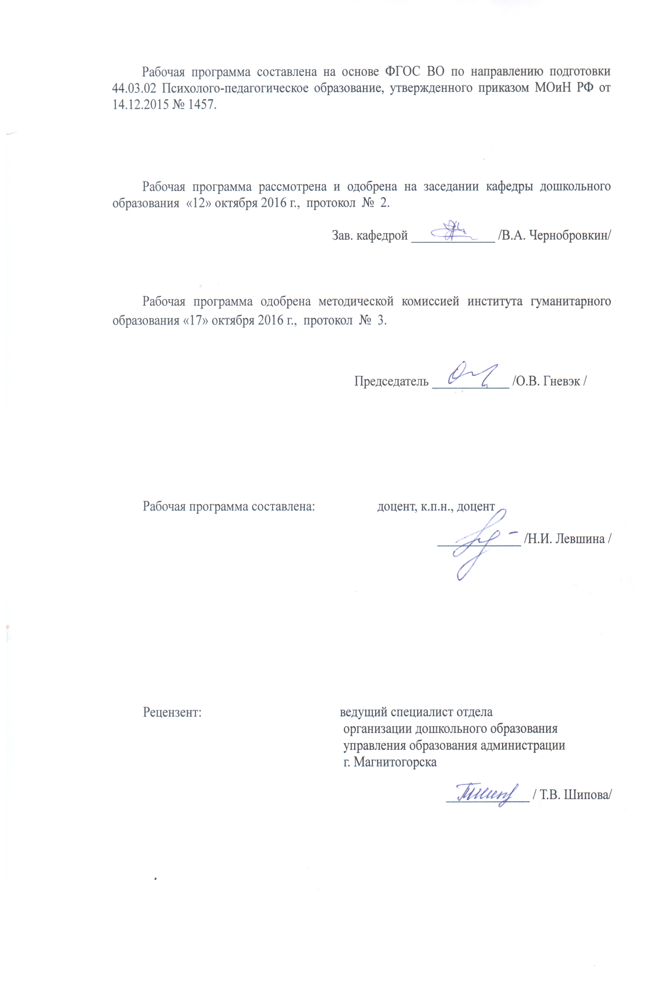 Рабочая программа составлена на основе ФГОС ВО по направлению подготовки
44.03.02 Психолого-педагогическое образование, утвержденного приказом МОиН РФ от
14.12.2015 № 1457.
Рабочая программа рассмотрена и одобрена на заседании кафедры дошкольного
образования «12» октября 2016 г., протокол № 2.
Зав. кафедрой ____________ /В.А. Чернобровкин/
Рабочая программа одобрена методической комиссией института гуманитарного
образования «17» октября 2016 г., протокол № 3.
Председатель ___________ /О.В. Гневэк /
Рабочая программа составлена: доцент, к.п.н., доцент
____________ /Н.И. Левшина /
Рецензент: ведущий специалист отдела
организации дошкольного образования
управления образования администрации
г. Магнитогорска
____________ / Т.В. Шипова/